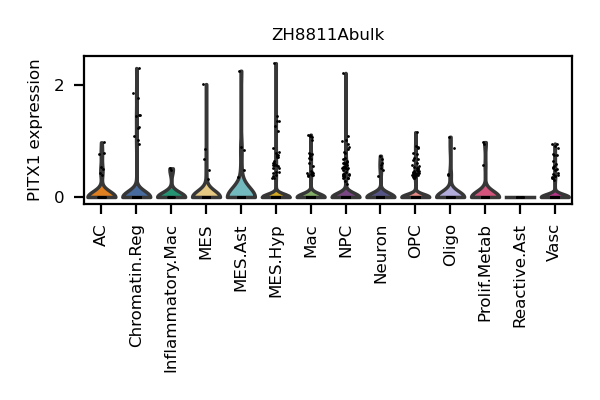 ZH8811Abulk
PITX1 expression
2
0
AC
Chromatin.Reg
Inflammatory.Mac
MES
MES.Ast
MES.Hyp
Mac
NPC
Neuron
OPC
Oligo
Prolif.Metab
Reactive.Ast
Vasc